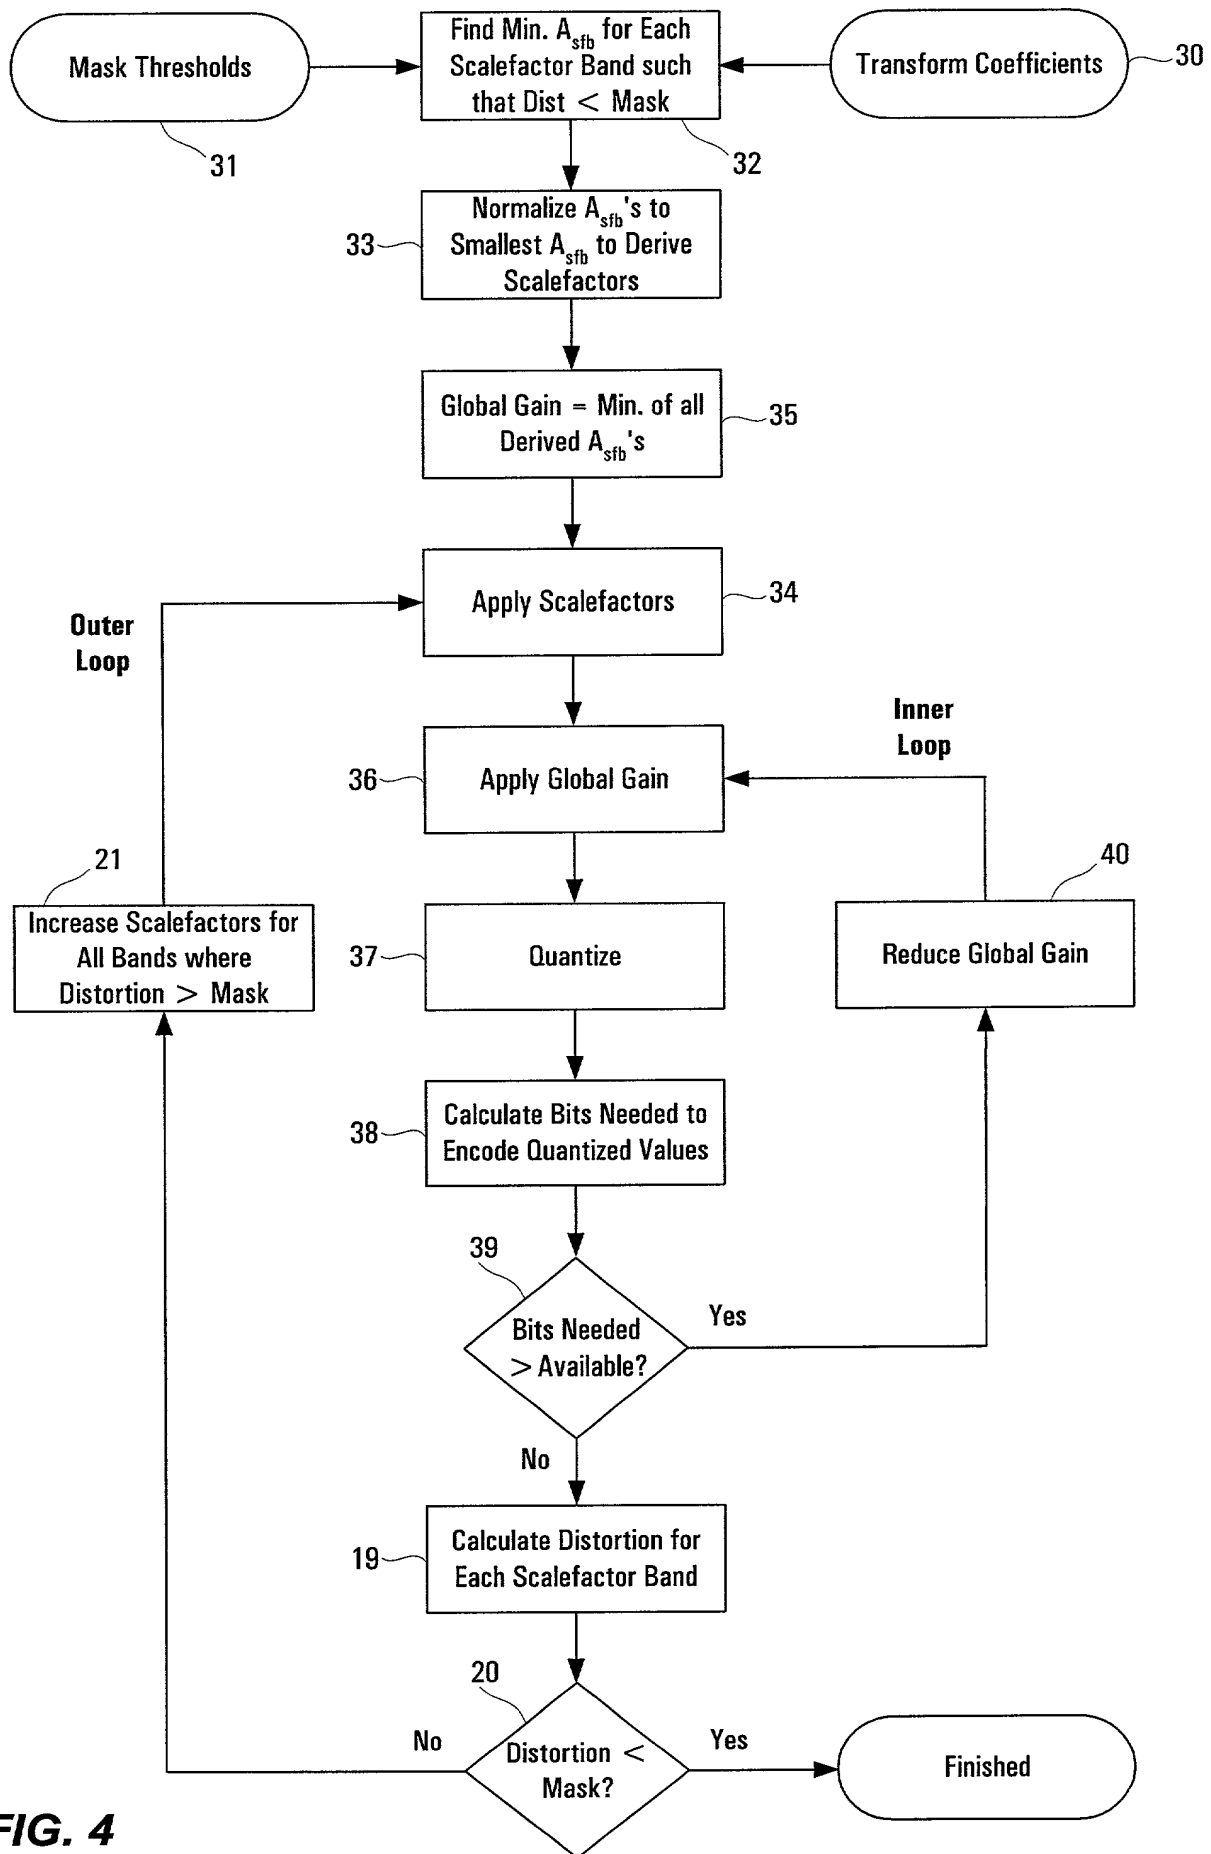 Mask Thresholds
31
Find Min. A_sfb for Each
Scalefactor Band such
that Dist < Mask
32
Transform Coefficients
30
33
Normalize A_sfb's to
Smallest A_sfb to Derive
Scalefactors
Global Gain = Min. of all
Derived A_sfb's
35
Apply Scalefactors
34
Outer
Loop
Inner
Loop
36
Apply Global Gain
21
Increase Scalefactors for
All Bands where
Distortion > Mask
37
Quantize
40
Reduce Global Gain
38
Calculate Bits Needed to
Encode Quantized Values
39
Bits Needed
> Available?
Yes
No
19
Calculate Distortion for
Each Scalefactor Band
20
Distortion <
Mask?
No
Yes
Finished
FIG. 4